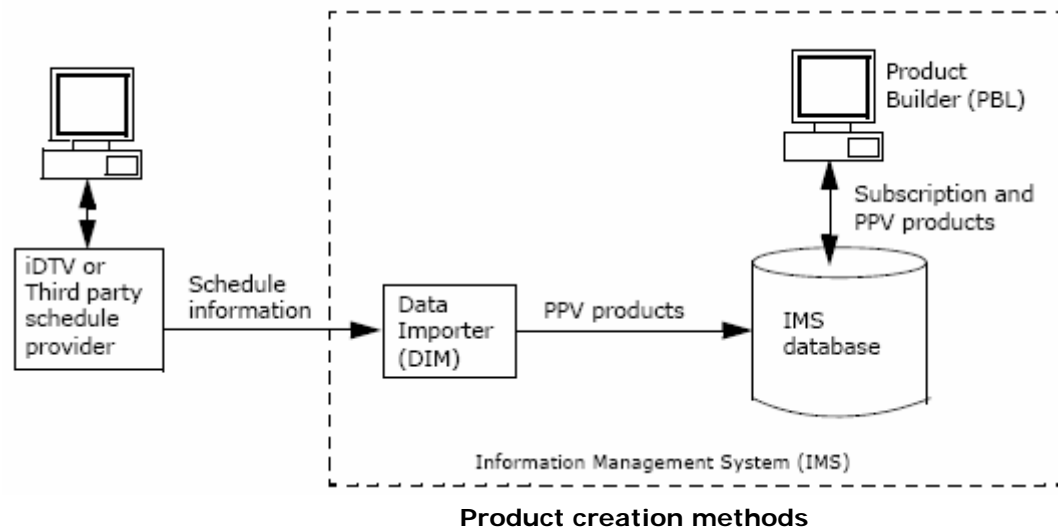 Product
Builder (PBL)
Subscription and
PPV products
iDTV or
Third party
schedule
provider
Schedule
information
Data
Importer
(DIM)
PPV products
IMS
database
Information Management System (IMS)
Product creation methods